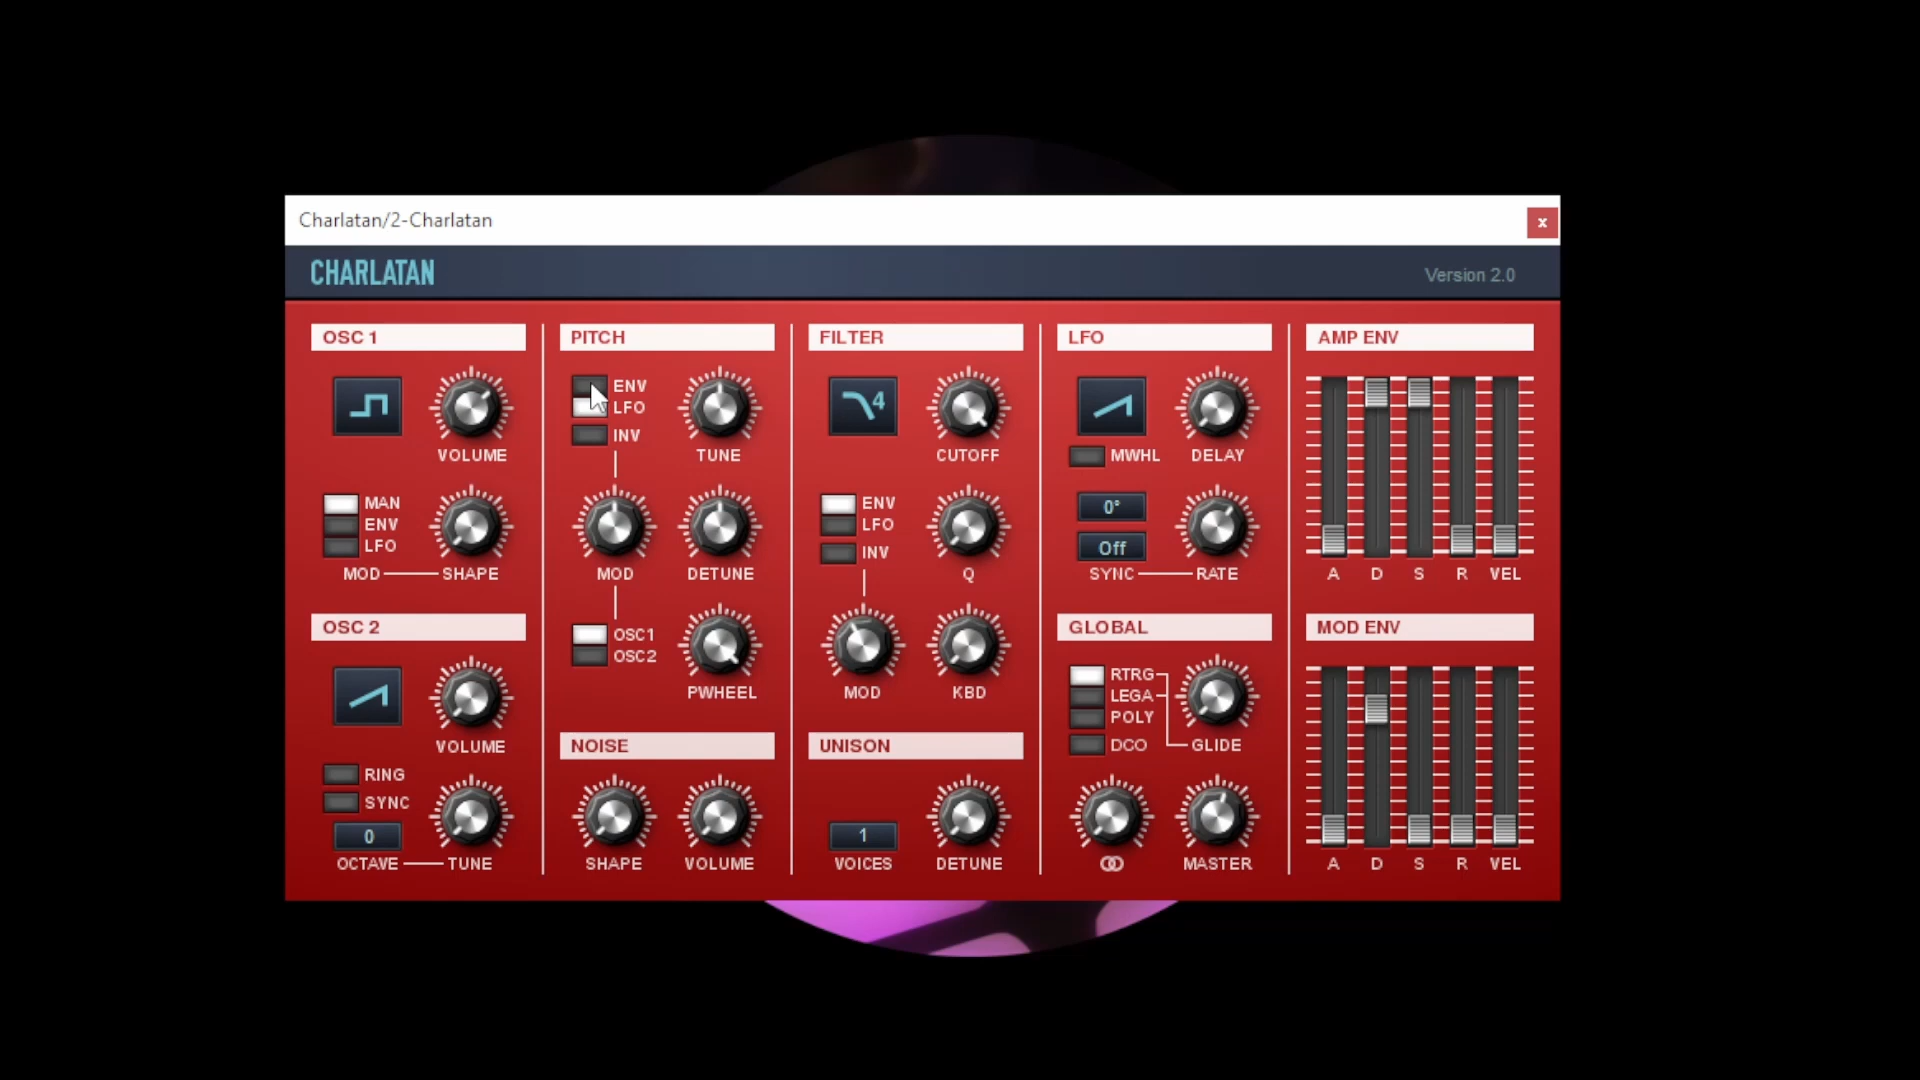 Charlatan/2-Charlatan
x
CHARLATAN
Version 2.0
OSC 1
VOLUME
MAN
ENV
LFO
MOD
SHAPE
OSC 2
VOLUME
RING
SYNC
0
OCTAVE
TUNE
PITCH
ENV
LFO
INV
TUNE
MOD
DETUNE
OSC1
OSC2
PWHEEL
NOISE
SHAPE
VOLUME
FILTER
4
CUTOFF
ENV
LFO
INV
Q
MOD
KBD
UNISON
1
VOICES
DETUNE
LFO
MWHL
DELAY
0°
Off
SYNC
RATE
GLOBAL
RTRG
LEGA
POLY
DCO
GLIDE
MASTER
AMP ENV
A D S R VEL
MOD ENV
A D S R VEL